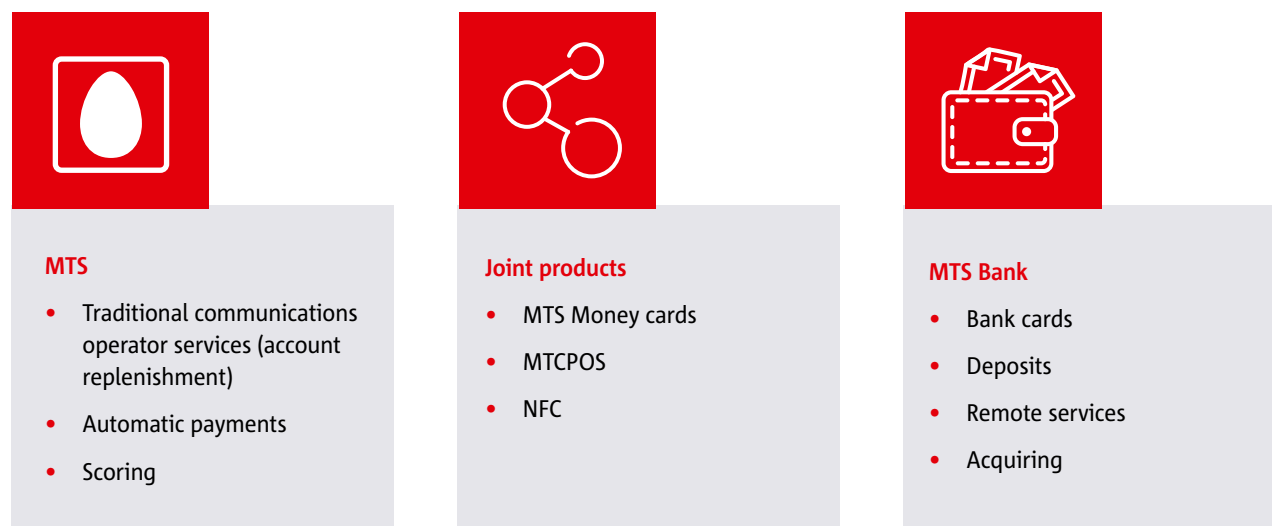 MTS
• Traditional communications
operator services (account
replenishment)
• Automatic payments
• Scoring
Joint products
• MTS Money cards
• MTCPOS
• NFC
MTS Bank
• Bank cards
• Deposits
• Remote services
• Acquiring